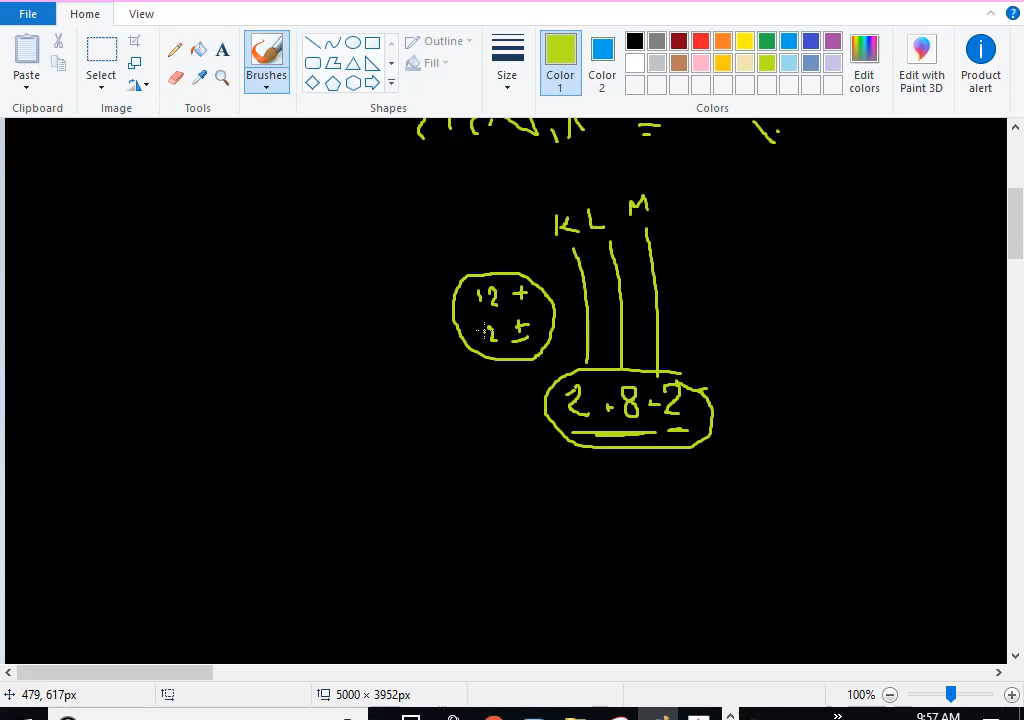 File Home View
Paste Select Brushes Outline Fill Size Color 1 Color 2 Edit colors Edit with Paint 3D Product alert
Clipboard Image Tools Shapes Colors
K L M
12 +
2 ±
2 . 8 - 2
479, 617px 5000 × 3952px 100%
9:57 AM